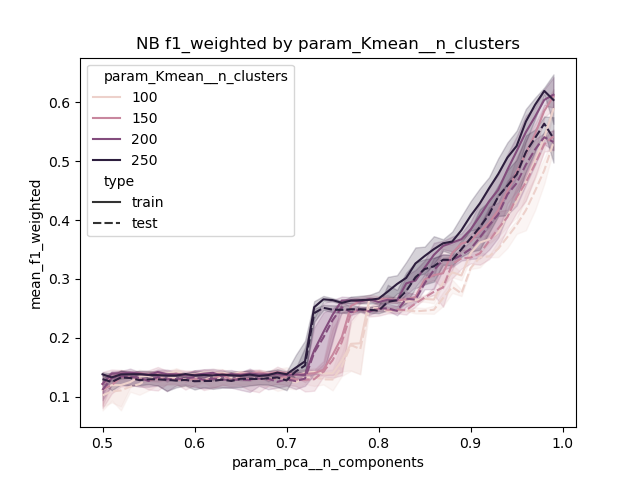 NB f1_weighted by param_Kmean__n_clusters
param_Kmean__n_clusters
100
150
200
250
type
train
test
mean_f1_weighted
0.6
0.5
0.4
0.3
0.2
0.1
0.5
0.6
0.7
0.8
0.9
1.0
param_pca__n_components